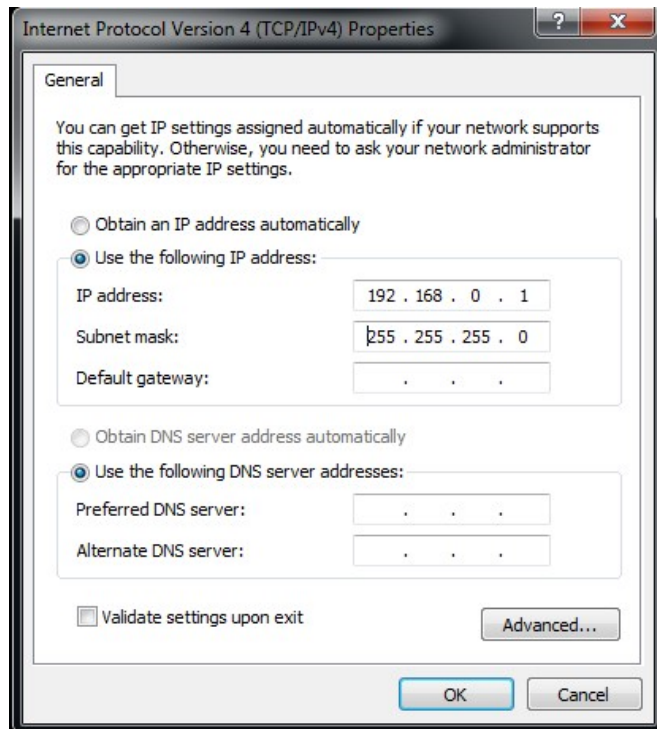 Internet Protocol Version 4 (TCP/IPv4) Properties
General
You can get IP settings assigned automatically if your network supports
this capability. Otherwise, you need to ask your network administrator
for the appropriate IP settings.
Obtain an IP address automatically
Use the following IP address:
IP address: 192 . 168 . 0 . 1
Subnet mask: 255 . 255 . 255 . 0
Default gateway: . . .
Obtain DNS server address automatically
Use the following DNS server addresses:
Preferred DNS server: . . .
Alternate DNS server: . . .
Validate settings upon exit
Advanced...
OK Cancel